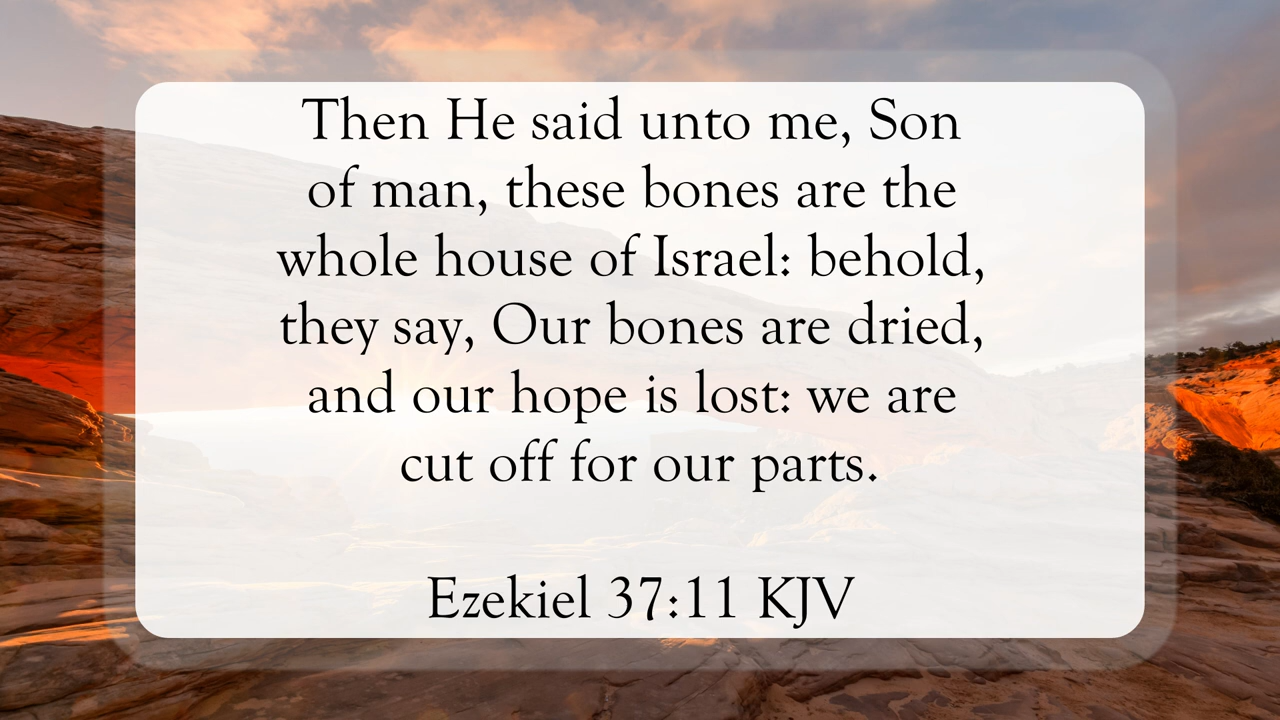 Then He said unto me, Son
of man, these bones are the
whole house of Israel: behold,
they say, Our bones are dried,
and our hope is lost: we are
cut off for our parts.
Ezekiel 37:11 KJV